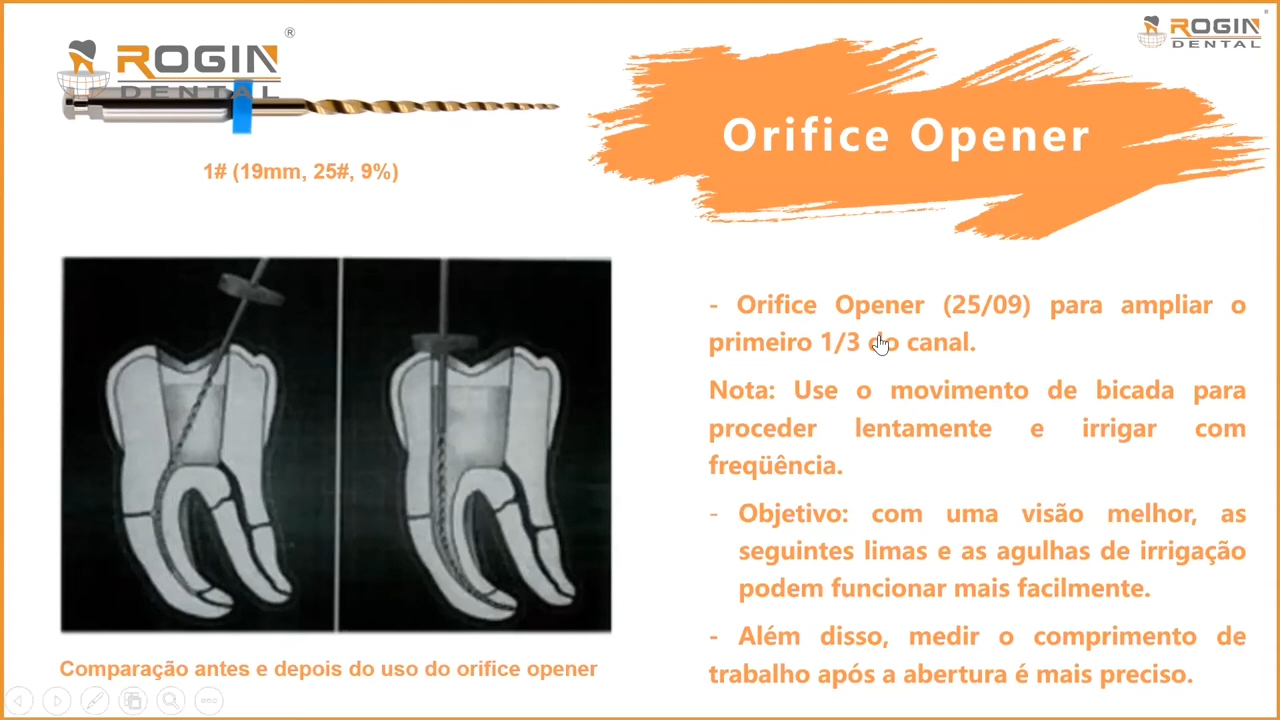 ROGIN
DENTAL
®
ROGIN
DENTAL
Orifice Opener
1# (19mm, 25#, 9%)
- Orifice Opener (25/09) para ampliar o
primeiro 1/3 do canal.
Nota: Use o movimento de bicada para
proceder lentamente e irrigar com
freqüência.
- Objetivo: com uma visão melhor, as
seguintes limas e as agulhas de irrigação
podem funcionar mais facilmente.
- Além disso, medir o comprimento de
trabalho após a abertura é mais preciso.
Comparação antes e depois do uso do orifice opener